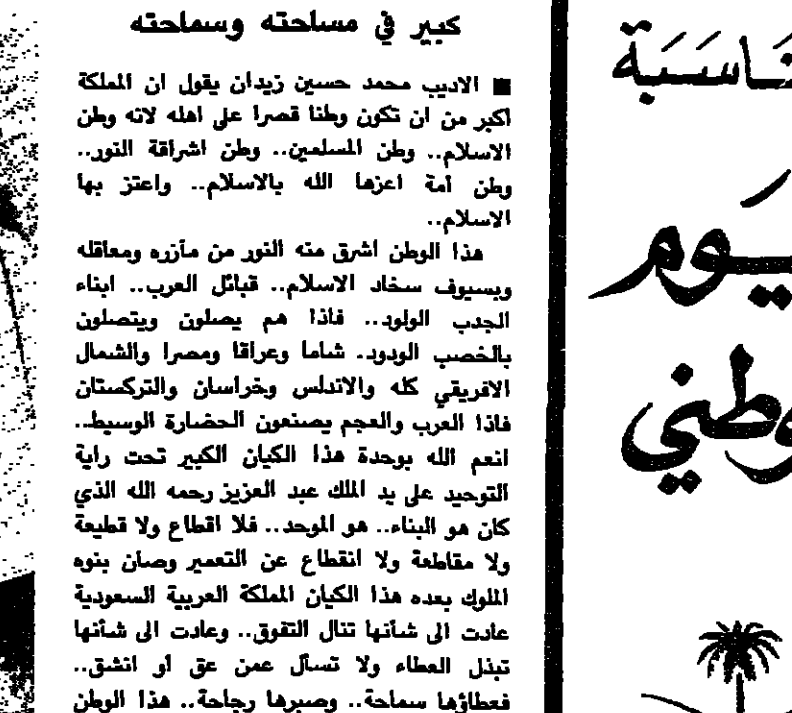 كبير في مساحته وسماحته
■ الاديب محمد حسين زيدان يقول ان المملكة
اكبر من ان تكون وطنا قصرا على اهله لانه وطن
الاسلام.. وطن المسلمين.. وطن اشراقة النور..
وطن أمة اعزها الله بالاسلام.. واعتز بها
الاسلام..
هذا الوطن اشرق منه النور من مآزره ومعاقله
وبسيوف سخاد الاسلام.. قبائل العرب.. ابناء
الجدب الولود.. فاذا هم يصلون ويتصلون
بالخصب الودود.. شاما وعراقا ومصرا والشمال
الافريقي كله والاندلس وخراسان والتركستان
فاذا العرب والعجم يصنعون الحضارة الوسيط..
انعم الله بوحدة هذا الكيان الكبير تحت راية
التوحيد على يد الملك عبد العزيز رحمه الله الذي
كان هو البناء.. هو الموحد.. فلا اقطاع ولا قطيعة
ولا مقاطعة ولا انقطاع عن التعمير وصان بنوه
الملوك بعده هذا الكيان المملكة العربية السعودية
عادت الى شأنها تنال التقوق.. وعادت الى شأنها
تبذل العطاء ولا تسأل عمن عق أو انشق..
فعطاؤها سماحة.. وصبرها رجاحة.. هذا الوطن
ناسبة
يوم
وطني